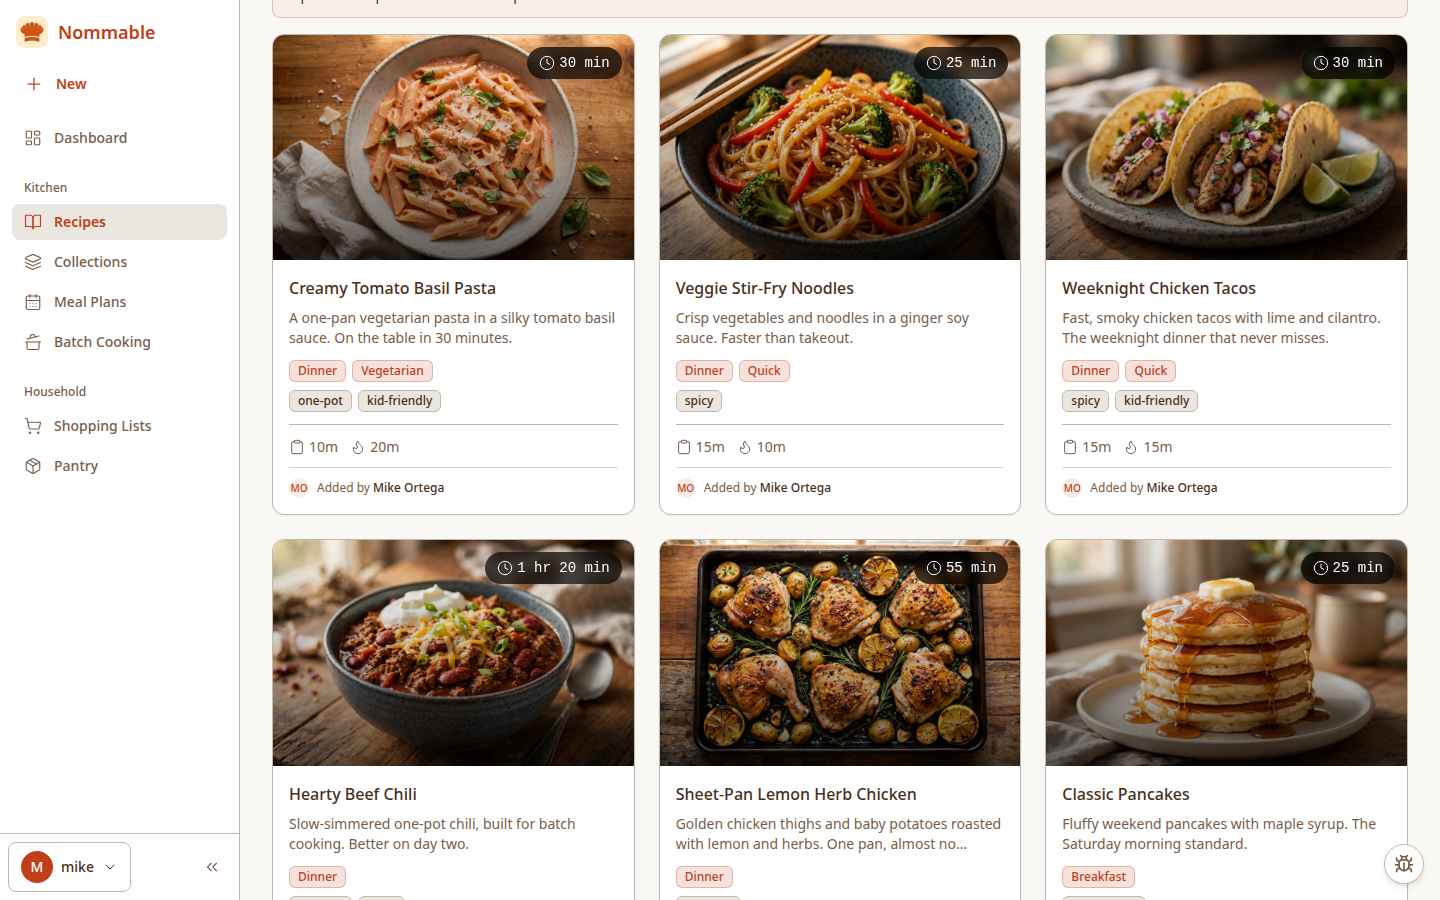 Nommable
New
Dashboard
Kitchen
Recipes
Collections
Meal Plans
Batch Cooking
Household
Shopping Lists
Pantry
M mike
30 min
Creamy Tomato Basil Pasta
A one-pan vegetarian pasta in a silky tomato basil
sauce. On the table in 30 minutes.
Dinner Vegetarian
one-pot kid-friendly
10m 20m
MO Added by Mike Ortega
25 min
Veggie Stir-Fry Noodles
Crisp vegetables and noodles in a ginger soy
sauce. Faster than takeout.
Dinner Quick
spicy
15m 10m
MO Added by Mike Ortega
30 min
Weeknight Chicken Tacos
Fast, smoky chicken tacos with lime and cilantro.
The weeknight dinner that never misses.
Dinner Quick
spicy kid-friendly
15m 15m
MO Added by Mike Ortega
1 hr 20 min
Hearty Beef Chili
Slow-simmered one-pot chili, built for batch
cooking. Better on day two.
Dinner
55 min
Sheet-Pan Lemon Herb Chicken
Golden chicken thighs and baby potatoes roasted
with lemon and herbs. One pan, almost no...
Dinner
25 min
Classic Pancakes
Fluffy weekend pancakes with maple syrup. The
Saturday morning standard.
Breakfast